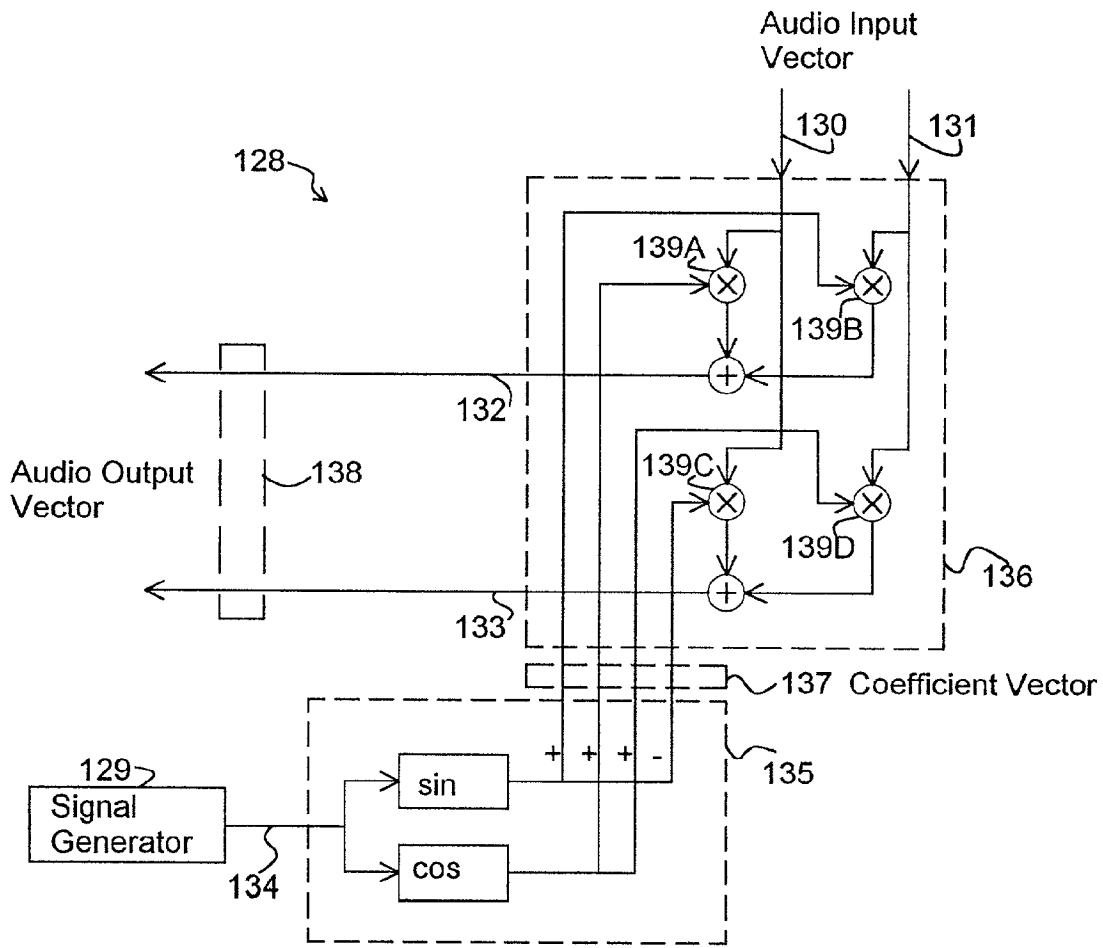 Audio Input
Vector
130
131
128
139A
139B
132
Audio Output
Vector
138
139C
139D
136
133
137 Coefficient Vector
+ + + -
135
129
Signal
Generator
sin
cos
134